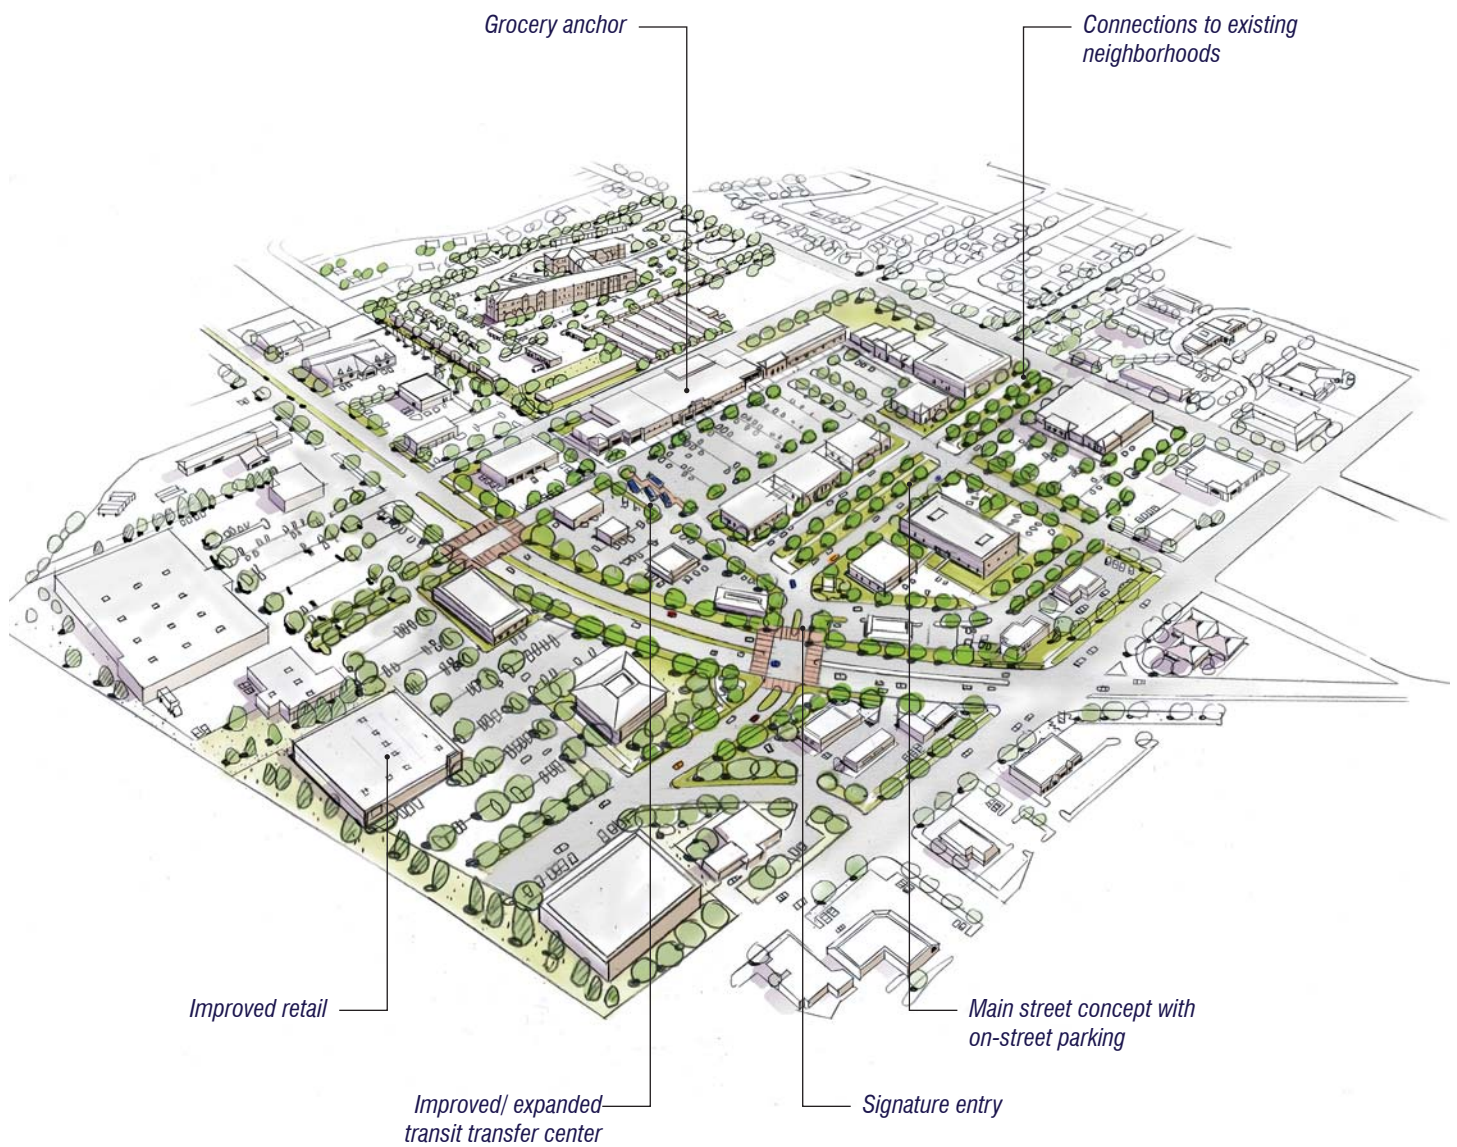 Grocery anchor
Connections to existing
neighborhoods
Improved retail
Main street concept with
on-street parking
Improved/ expanded
transit transfer center
Signature entry